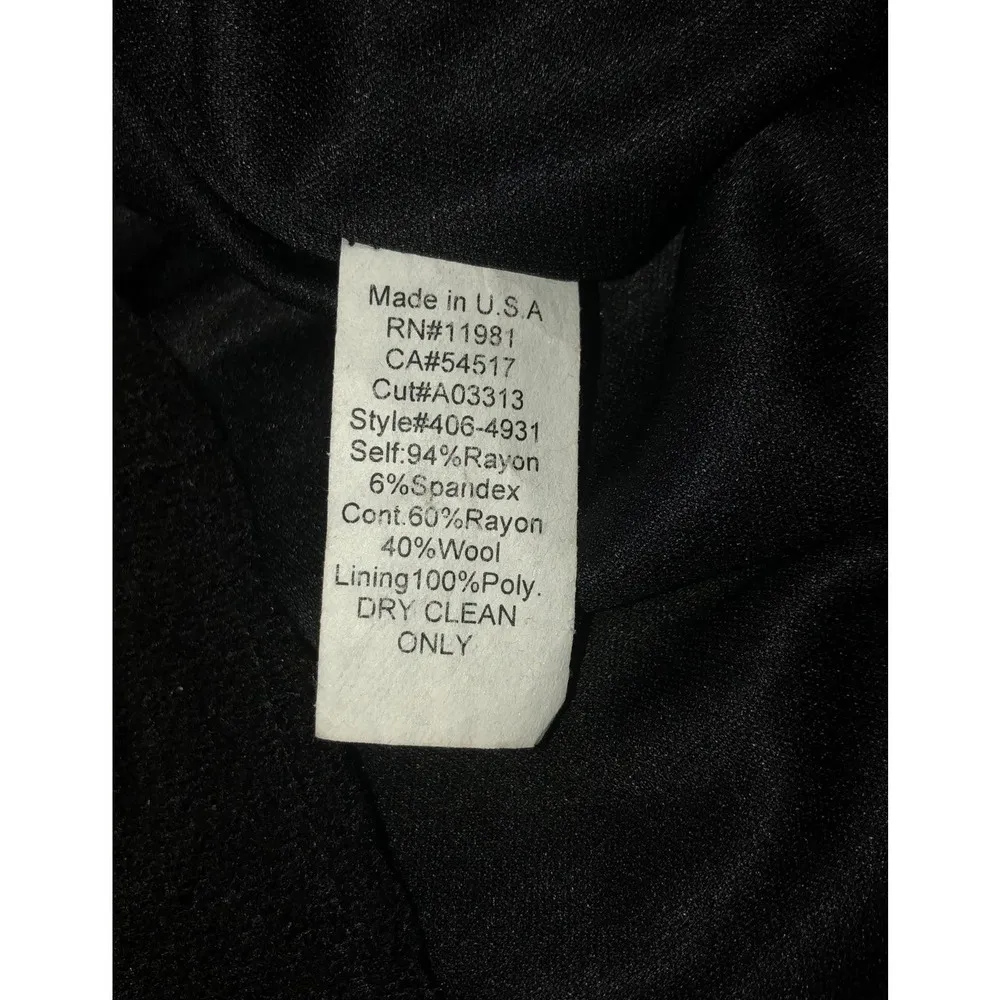 Made in U.S.A
RN#11981
CA#54517
Cut#A03313
Style#406-4931
Self:94%Rayon
6%Spandex
Cont.60%Rayon
40%Wool
Lining100%Poly.
DRY CLEAN
ONLY